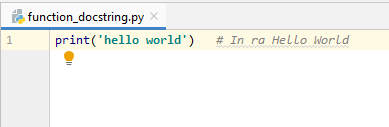 function_docstring.py
1 print('hello world') # In ra Hello World